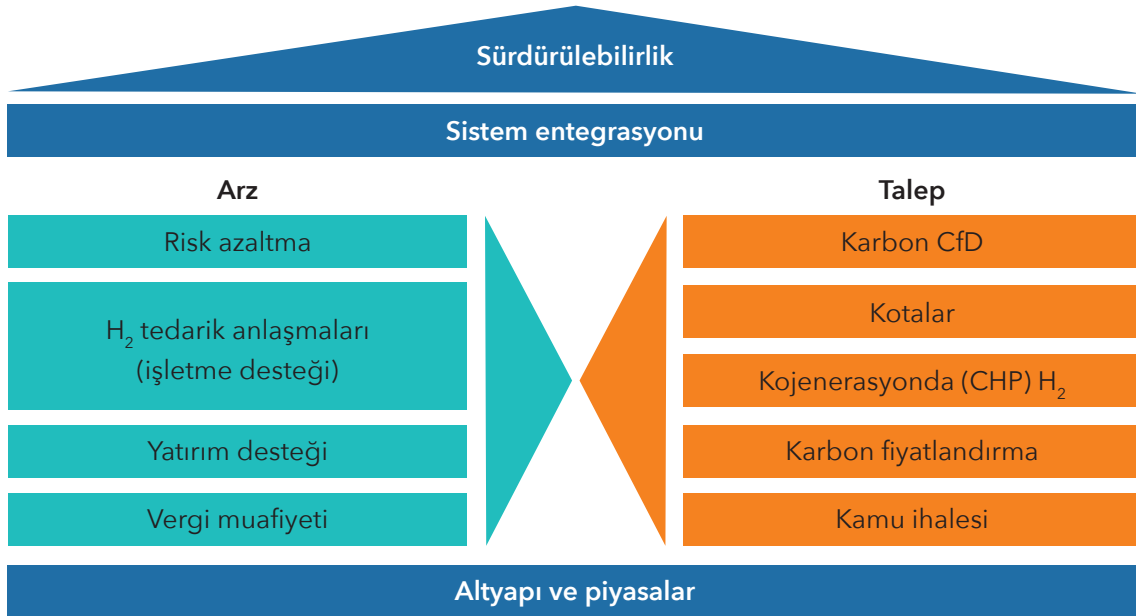 Sürdürülebilirlik
Sistem entegrasyonu
Arz
Risk azaltma
H₂ tedarik anlaşmaları
(işletme desteği)
Yatırım desteği
Vergi muafiyeti
Talep
Karbon CfD
Kotalar
Kojenerasyonda (CHP) H₂
Karbon fiyatlandırma
Kamu ihalesi
Altyapı ve piyasalar